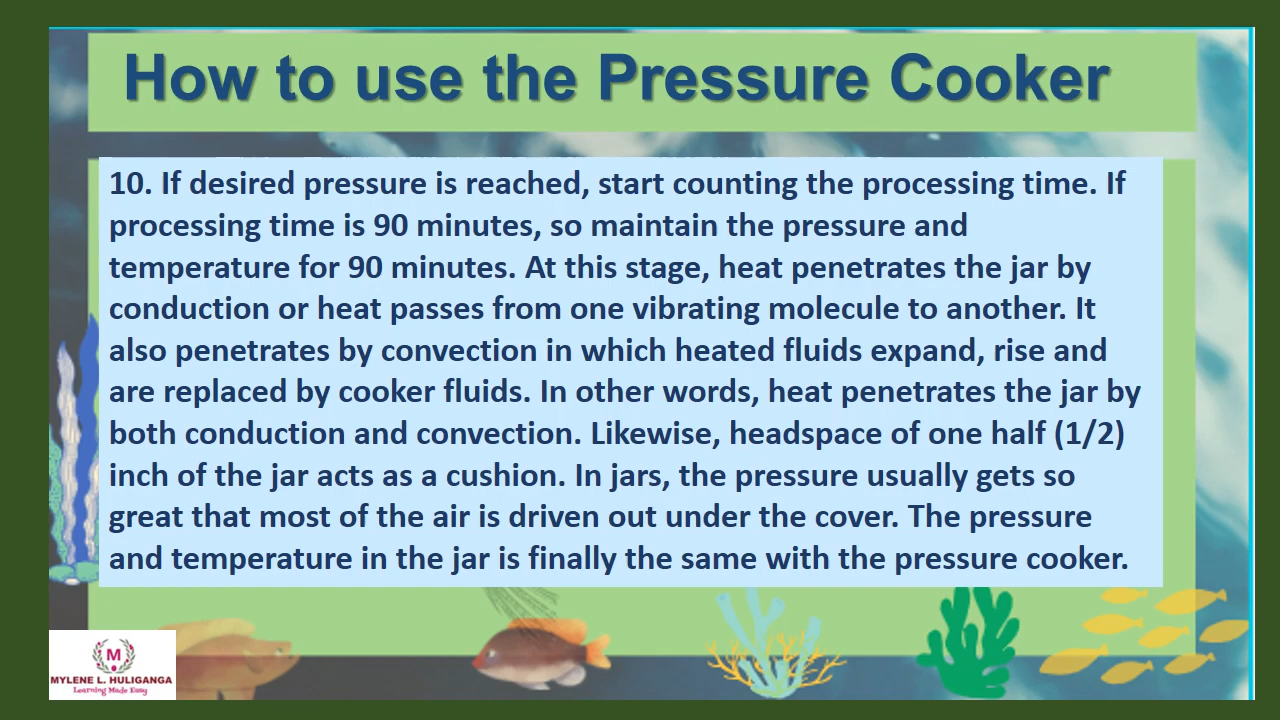 How to use the Pressure Cooker
10. If desired pressure is reached, start counting the processing time. If
processing time is 90 minutes, so maintain the pressure and
temperature for 90 minutes. At this stage, heat penetrates the jar by
conduction or heat passes from one vibrating molecule to another. It
also penetrates by convection in which heated fluids expand, rise and
are replaced by cooker fluids. In other words, heat penetrates the jar by
both conduction and convection. Likewise, headspace of one half (1/2)
inch of the jar acts as a cushion. In jars, the pressure usually gets so
great that most of the air is driven out under the cover. The pressure
and temperature in the jar is finally the same with the pressure cooker.
M
MYLENE L. HULIGANGA
Learning Made Easy